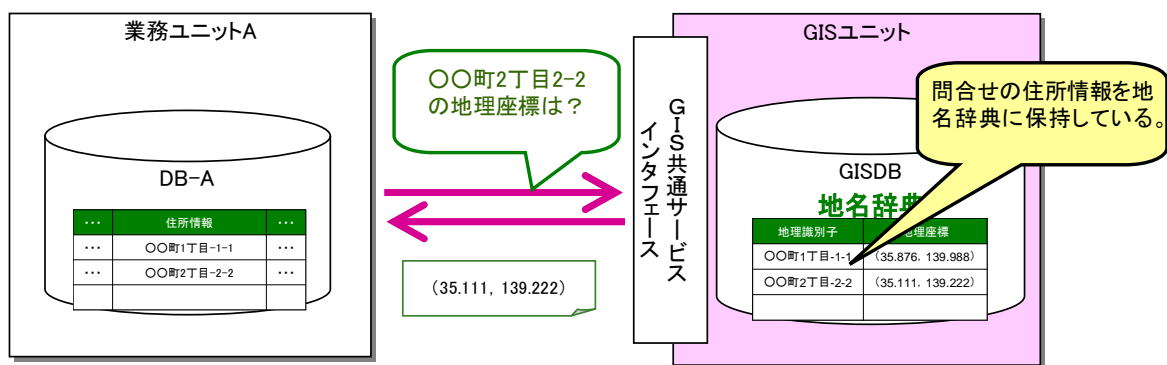 業務ユニットA
DB-A
… 住所情報 …
… 〇〇町1丁目-1-1 …
… 〇〇町2丁目-2-2 …
〇〇町2丁目2-2
の地理座標は？
(35.111, 139.222)
GIS共通サービス
インタフェース
GISユニット
問合せの住所情報を地
名辞典に保持している。
GISDB
地名辞
地理識別子 地理座標
〇〇町1丁目-1-1 (35.876, 139.988)
〇〇町2丁目-2-2 (35.111, 139.222)